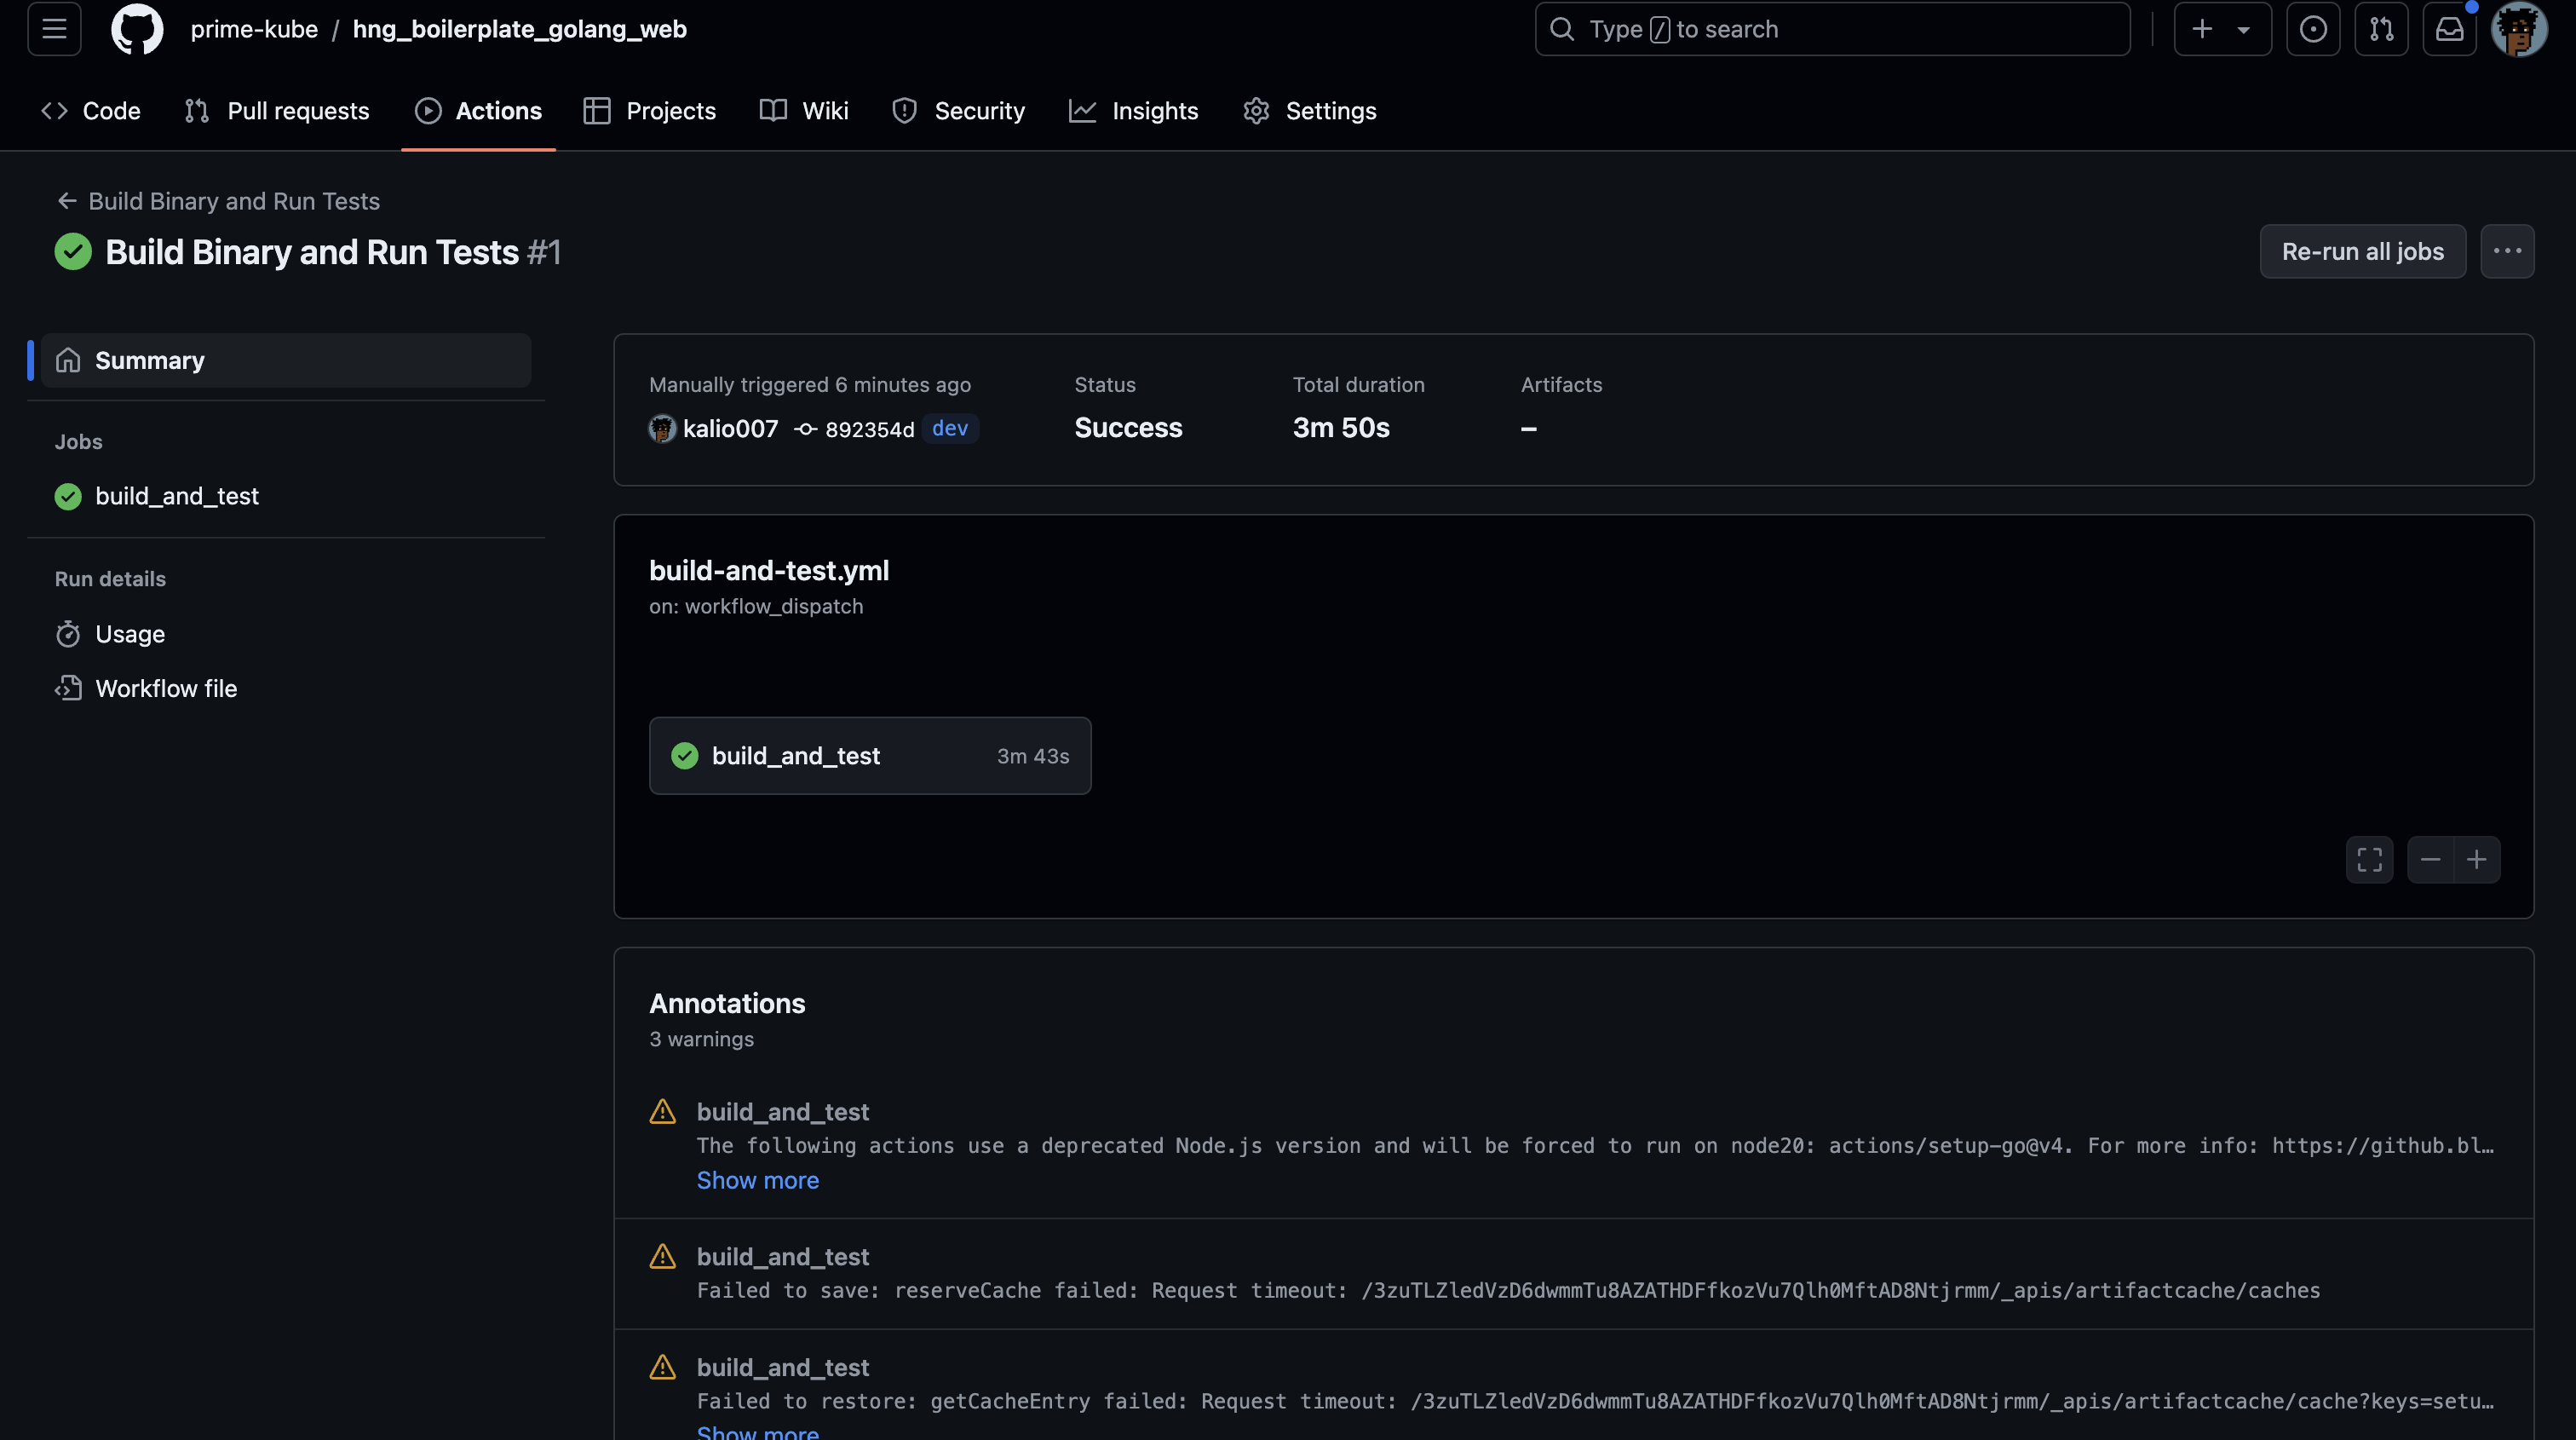 prime-kube / hng_boilerplate_golang_web
Type / to search
Code
Pull requests
Actions
Projects
Wiki
Security
Insights
Settings
Build Binary and Run Tests
Build Binary and Run Tests #1
Re-run all jobs
Summary
Jobs
build_and_test
Run details
Usage
Workflow file
Manually triggered 6 minutes ago
kalio007 892354d dev
Status
Success
Total duration
3m 50s
Artifacts
–
build-and-test.yml
on: workflow_dispatch
build_and_test 3m 43s
Annotations
3 warnings
build_and_test
The following actions use a deprecated Node.js version and will be forced to run on node20: actions/setup-go@v4. For more info: https://github.bl…
Show more
build_and_test
Failed to save: reserveCache failed: Request timeout: /3zuTLZledVzD6dwmmTu8AZATHDFfkozVu7Qlh0MftAD8Ntjrmm/_apis/artifactcache/caches
build_and_test
Failed to restore: getCacheEntry failed: Request timeout: /3zuTLZledVzD6dwmmTu8AZATHDFfkozVu7Qlh0MftAD8Ntjrmm/_apis/artifactcache/cache?keys=setu…
Show more